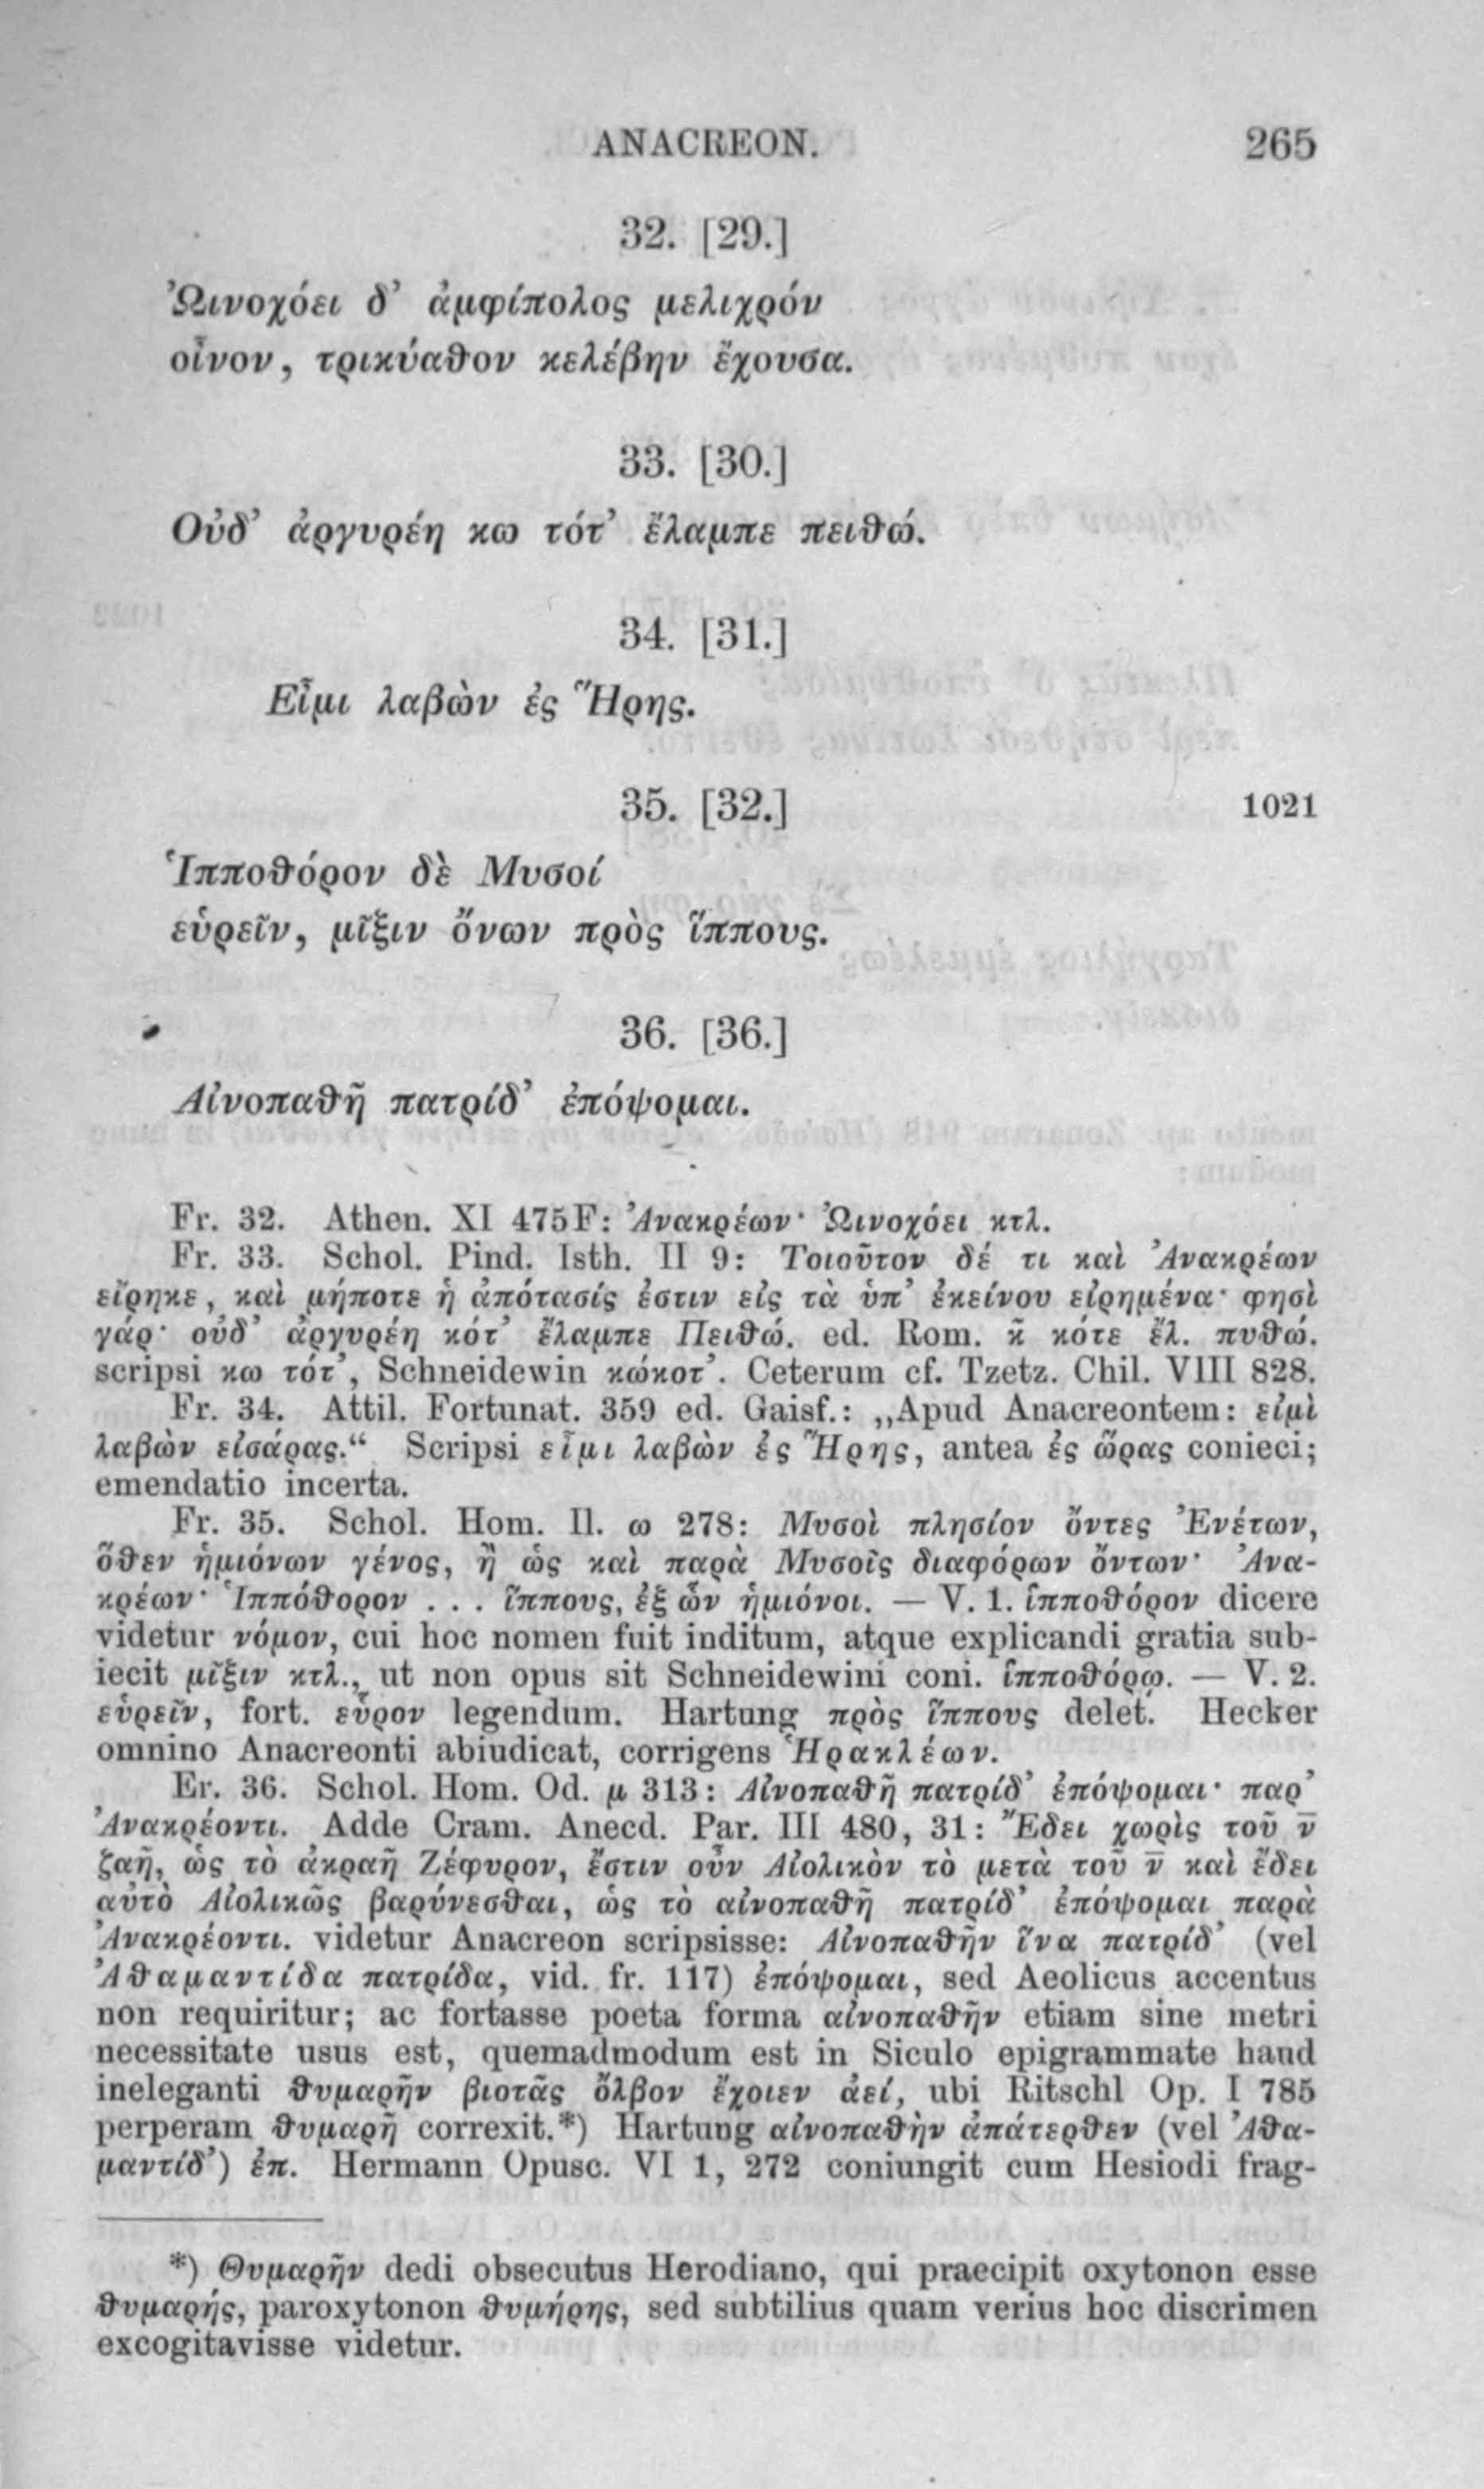 ANACREON. 265
32. [29.]
Ὠινοχόει δ’ ἀμφίπολος μελιχρόν
οἶνον, τρικύαθον κελέβην ἔχουσα.
33. [30.]
Οὐδ’ ἀργυρέη κω τότ’ ἔλαμπε πειθώ.
34. [31.]
Εἶμι λαβὼν ἐς Ἥρης.
35. [32.] 1021
Ἱπποθόρον δὲ Μυσοί
εὑρεῖν, μῖξιν ὄνων πρὸς ἵππους.
36. [36.]
Αἰνοπαθῆ πατρίδ’ ἐπόψομαι.
Fr. 32. Athen. XI 475F: Ἀνακρέων· Ὠινοχόει κτλ.
Fr. 33. Schol. Pind. Isth. II 9: Τοιοῦτον δέ τι καὶ Ἀνακρέων
εἴρηκε, καὶ μήποτε ἡ ἀπότασίς ἐστιν εἰς τὰ ὑπ’ ἐκείνου εἰρημένα· φησὶ
γάρ· οὐδ’ ἀργυρέη κότ’ ἔλαμπε Πειθώ. ed. Rom. κ̃ κότε ἔλ. πυθώ.
scripsi κω τότ’, Schneidewin κώκοτ’. Ceterum cf. Tzetz. Chil. VIII 828.
Fr. 34. Attil. Fortunat. 359 ed. Gaisf.: „Apud Anacreontem: εἰμὶ
λαβὼν εἰσάρας.“ Scripsi εἶμι λαβὼν ἐς Ἥρης, antea ἐς ὥρας conieci;
emendatio incerta.
Fr. 35. Schol. Hom. Il. ω 278: Μυσοὶ πλησίον ὄντες Ἐνέτων,
ὅθεν ἡμιόνων γένος, ἢ ὡς καὶ παρὰ Μυσοῖς διαφόρων ὄντων· Ἀνα-
κρέων· Ἱππόθορον . . . ἵππους, ἐξ ὧν ἡμιόνοι. — V. 1. ἱπποθόρον dicere
videtur νόμον, cui hoc nomen fuit inditum, atque explicandi gratia sub-
iecit μῖξιν κτλ., ut non opus sit Schneidewini coni. ἱπποθόρῳ. — V. 2.
εὑρεῖν, fort. εὗρον legendum. Hartung πρὸς ἵππους delet. Hecker
omnino Anacreonti abiudicat, corrigens Ἡρακλέων.
Er. 36. Schol. Hom. Od. μ 313: Αἰνοπαθῆ πατρίδ’ ἐπόψομαι· παρ’
Ἀνακρέοντι. Adde Cram. Anecd. Par. III 480, 31: Ἔδει χωρὶς τοῦ ν̄
ζαῆ, ὡς τὸ ἀκραῆ Ζέφυρον, ἔστιν οὖν Αἰολικὸν τὸ μετὰ τοῦ ν̄ καὶ ἔδει
αὐτὸ Αἰολικῶς βαρύνεσθαι, ὡς τὸ αἰνοπαθῆ πατρίδ’ ἐπόψομαι παρὰ
Ἀνακρέοντι. videtur Anacreon scripsisse: Αἰνοπαθῆν ἵνα πατρίδ’ (vel
Ἀθαμαντίδα πατρίδα, vid. fr. 117) ἐπόψομαι, sed Aeolicus accentus
non requiritur; ac fortasse poeta forma αἰνοπαθῆν etiam sine metri
necessitate usus est, quemadmodum est in Siculo epigrammate haud
ineleganti θυμαρῆν βιοτᾶς ὄλβον ἔχοιεν ἀεί, ubi Ritschl Op. I 785
perperam θυμαρῆ correxit.*) Hartung αἰνοπαθὴν ἀπάτερθεν (vel Ἀθα-
μαντίδ’) ἐπ. Hermann Opusc. VI 1, 272 coniungit cum Hesiodi frag-
*) Θυμαρῆν dedi obsecutus Herodiano, qui praecipit oxytonon esse
θυμαρής, paroxytonon θυμήρης, sed subtilius quam verius hoc discrimen
excogitavisse videtur.